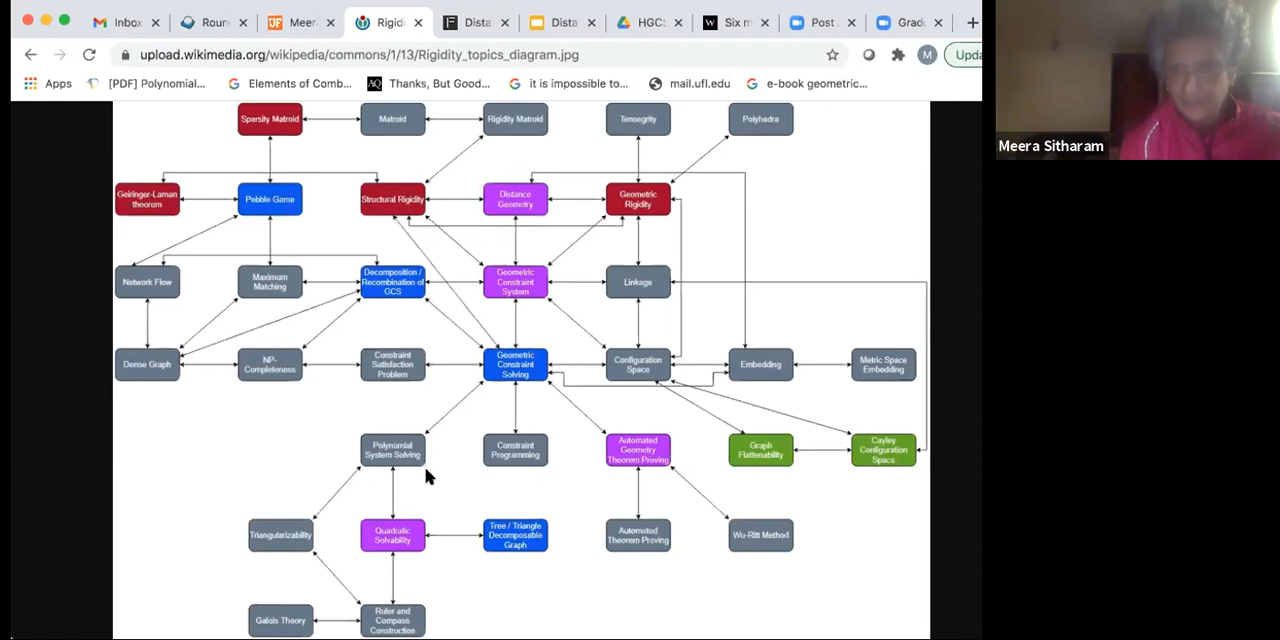 Inbox
Roun
Meera
Rigidi
Dista
Dista
HGCS
Six m
Post
Gradu
upload.wikimedia.org/wikipedia/commons/1/13/Rigidity_topics_diagram.jpg
M
Upda
Apps
[PDF] Polynomial...
Elements of Comb...
Thanks, But Good...
it is impossible to...
mail.ufl.edu
e-book geometric...
Meera Sitharam
Sparsity Matroid
Matroid
Rigidity Matroid
Tensegrity
Polyhedra
Geiringer-Laman
theorem
Pebble Game
Structural Rigidity
Distance
Geometry
Geometric
Rigidity
Network Flow
Maximum
Matching
Decomposition /
Recombination of
GCS
Geometric
Constraint
System
Linkage
Dense Graph
NP-
Completeness
Constraint
Satisfaction
Problem
Geometric
Constraint
Solving
Configuration
Space
Embedding
Metric Space
Embedding
Polynomial
System Solving
Constraint
Programming
Automated
Geometry
Theorem Proving
Graph
Flattenability
Cayley
Configuration
Space
Triangularizability
Quadratic
Solvability
Tree / Triangle
Decomposable
Graph
Automated
Theorem Proving
Wu-Ritt Method
Galois Theory
Ruler and
Compass
Construction